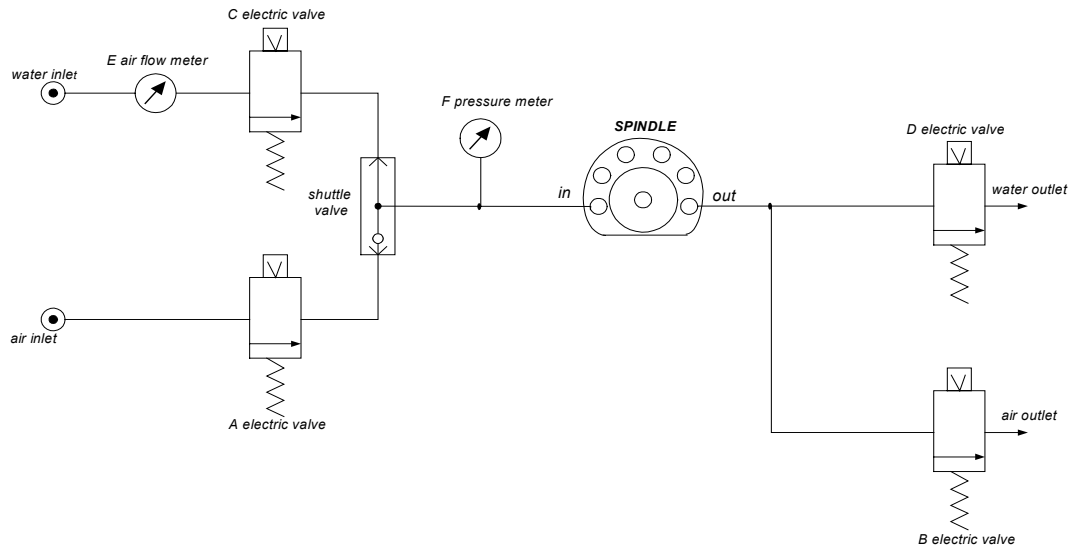 C electric valve
E air flow meter
water inlet
F pressure meter
SPINDLE
D electric valve
shuttle
valve
in
out
water outlet
air inlet
A electric valve
air outlet
B electric valve